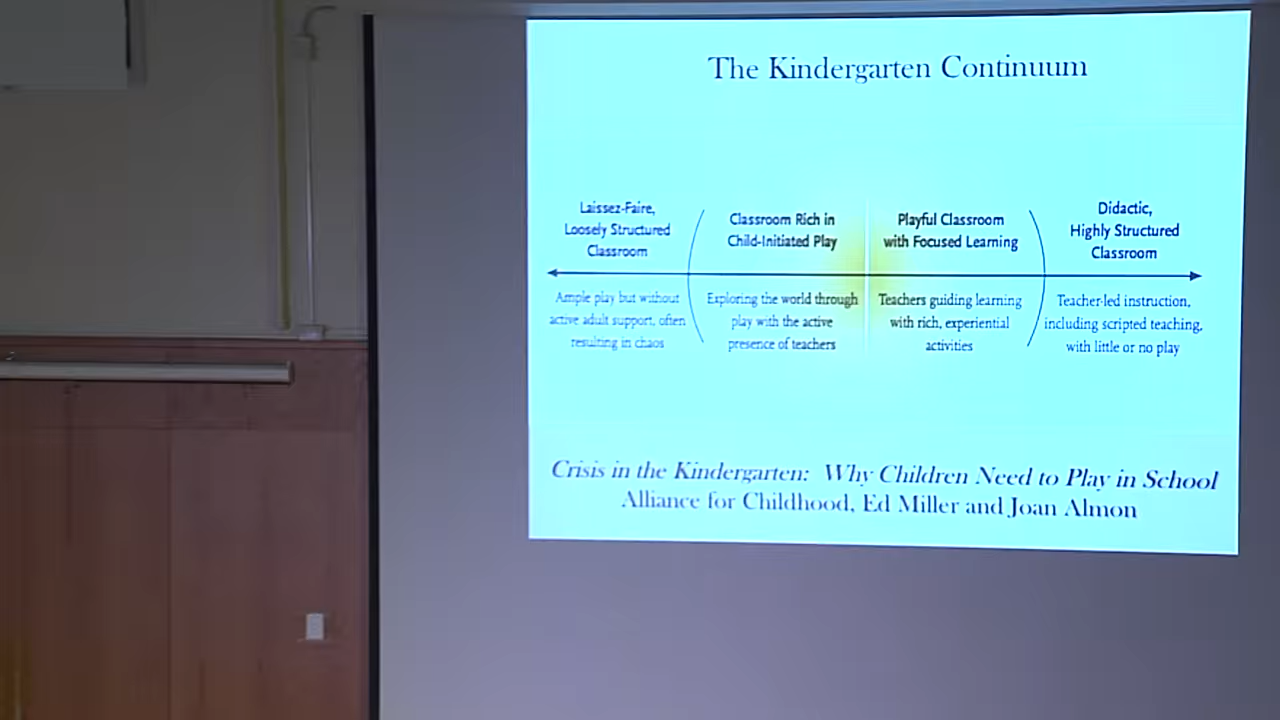 The Kindergarten Continuum
Laissez-Faire,
Loosely Structured
Classroom
Ample play but without
active adult support, often
resulting in chaos
Classroom Rich in
Child-Initiated Play
Exploring the world through
play with the active
presence of teachers
Playful Classroom
with Focused Learning
Teachers guiding learning
with rich, experiential
activities
Didactic,
Highly Structured
Classroom
Teacher-led instruction,
including scripted teaching,
with little or no play
Crisis in the Kindergarten: Why Children Need to Play in School
Alliance for Childhood, Ed Miller and Joan Almon